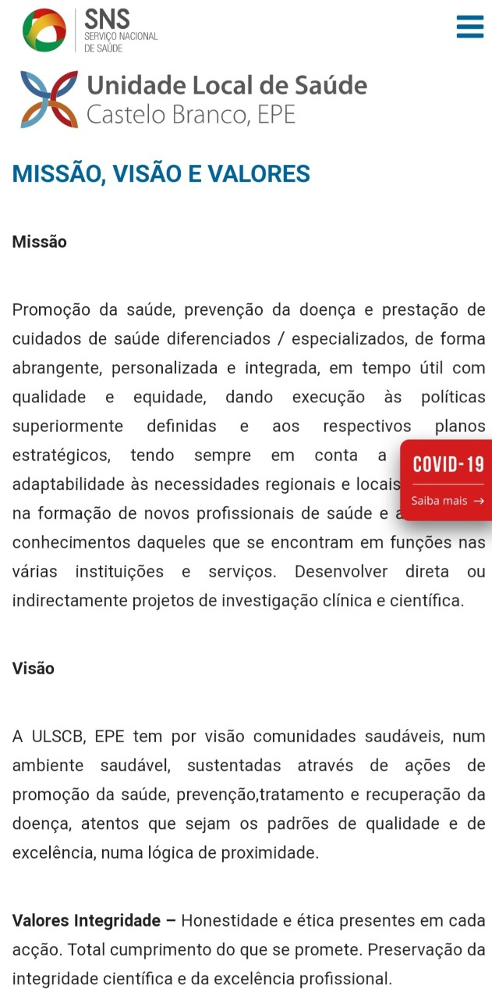 SNS
SERVIÇO NACIONAL
DE SAÚDE
Unidade Local de Saúde
Castelo Branco, EPE
MISSÃO, VISÃO E VALORES
Missão
Promoção da saúde, prevenção da doença e prestação de
cuidados de saúde diferenciados / especializados, de forma
abrangente, personalizada e integrada, em tempo útil com
qualidade e equidade, dando execução às políticas
superiormente definidas e aos respectivos planos
estratégicos, tendo sempre em conta a
adaptabilidade às necessidades regionais e locais
na formação de novos profissionais de saúde e
conhecimentos daqueles que se encontram em funções nas
várias instituições e serviços. Desenvolver direta ou
indirectamente projetos de investigação clínica e científica.
COVID-19
Saiba mais →
Visão
A ULSCB, EPE tem por visão comunidades saudáveis, num
ambiente saudável, sustentadas através de ações de
promoção da saúde, prevenção,tratamento e recuperação da
doença, atentos que sejam os padrões de qualidade e de
excelência, numa lógica de proximidade.
Valores Integridade – Honestidade e ética presentes em cada
acção. Total cumprimento do que se promete. Preservação da
integridade científica e da excelência profissional.